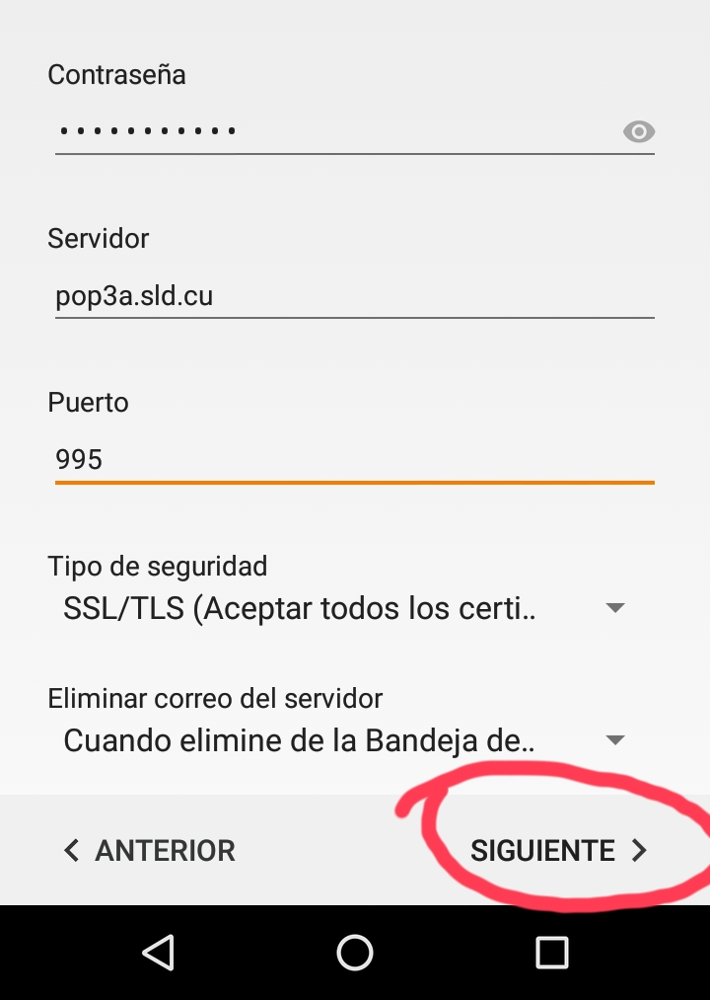 Contraseña
• • • • • • • • • • •
Servidor
pop3a.sld.cu
Puerto
995
Tipo de seguridad
SSL/TLS (Aceptar todos los certi..
Eliminar correo del servidor
Cuando elimine de la Bandeja de..
ANTERIOR
SIGUIENTE